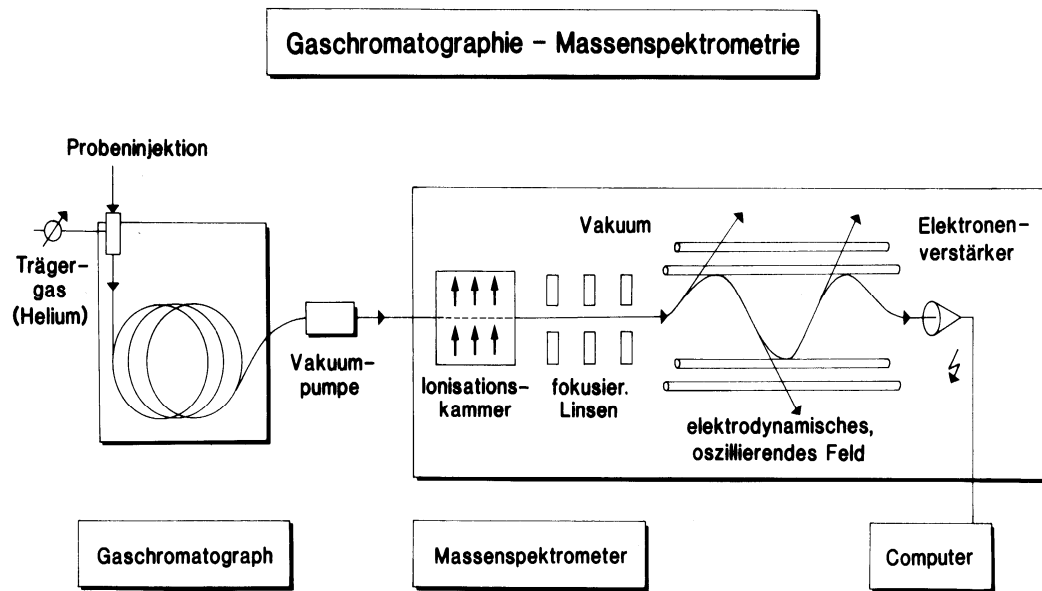 Gaschromatographie – Massenspektrometrie
Probeninjektion
Träger-
gas
(Helium)
Vakuum-
pumpe
Ionisations-
kammer
fokusier.
Linsen
Vakuum
elektrodynamisches,
oszillierendes Feld
Elektronen-
verstärker
Gaschromatograph
Massenspektrometer
Computer